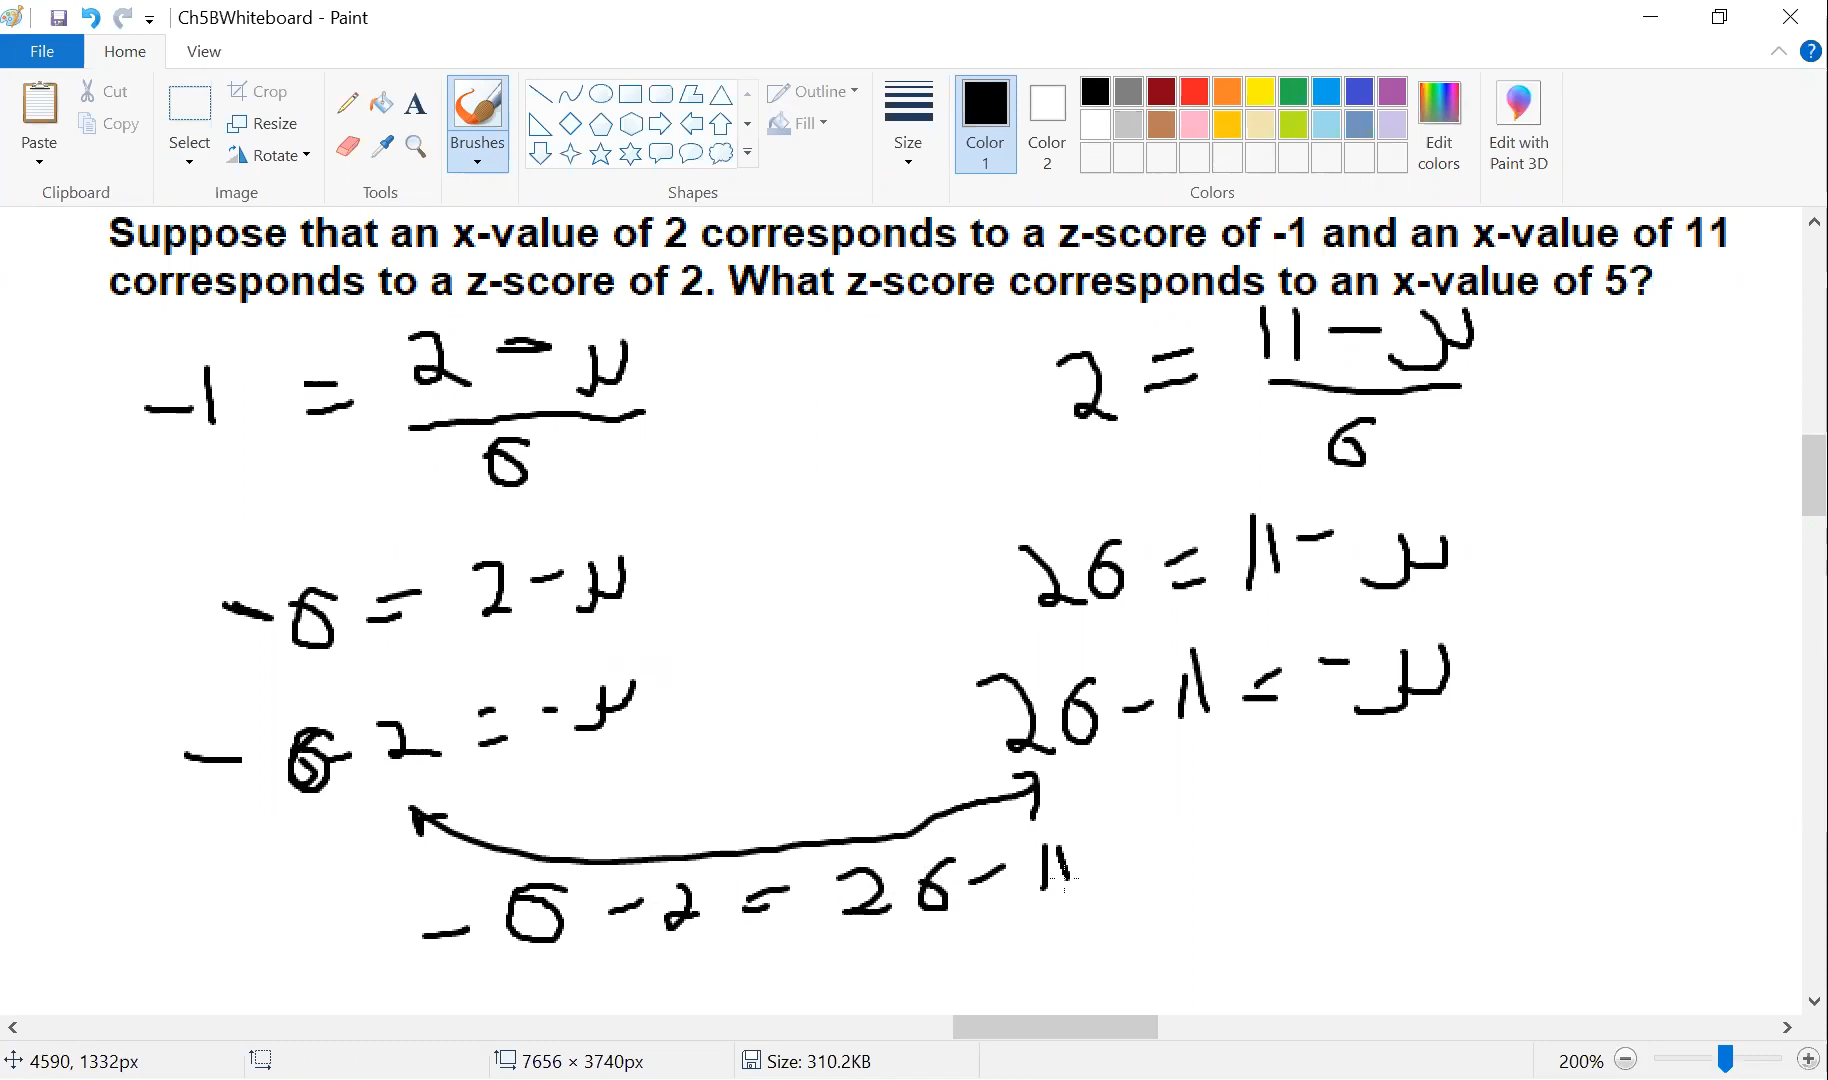 Ch5BWhiteboard - Paint
File Home View
Paste Cut Copy Clipboard
Select Crop Resize Rotate Image
Tools
Brushes
Outline Fill Shapes
Size
Color 1 Color 2 Edit colors Colors
Edit with Paint 3D
Suppose that an x-value of 2 corresponds to a z-score of -1 and an x-value of 11
corresponds to a z-score of 2. What z-score corresponds to an x-value of 5?
-1 = (2 - μ)/σ
2 = (11 - μ)/σ
-σ = 2 - μ
2σ = 11 - μ
-σ - 2 = -μ
2σ - 11 = -μ
-σ - 2 = 2σ - 11
4590, 1332px 7656 × 3740px Size: 310.2KB 200%